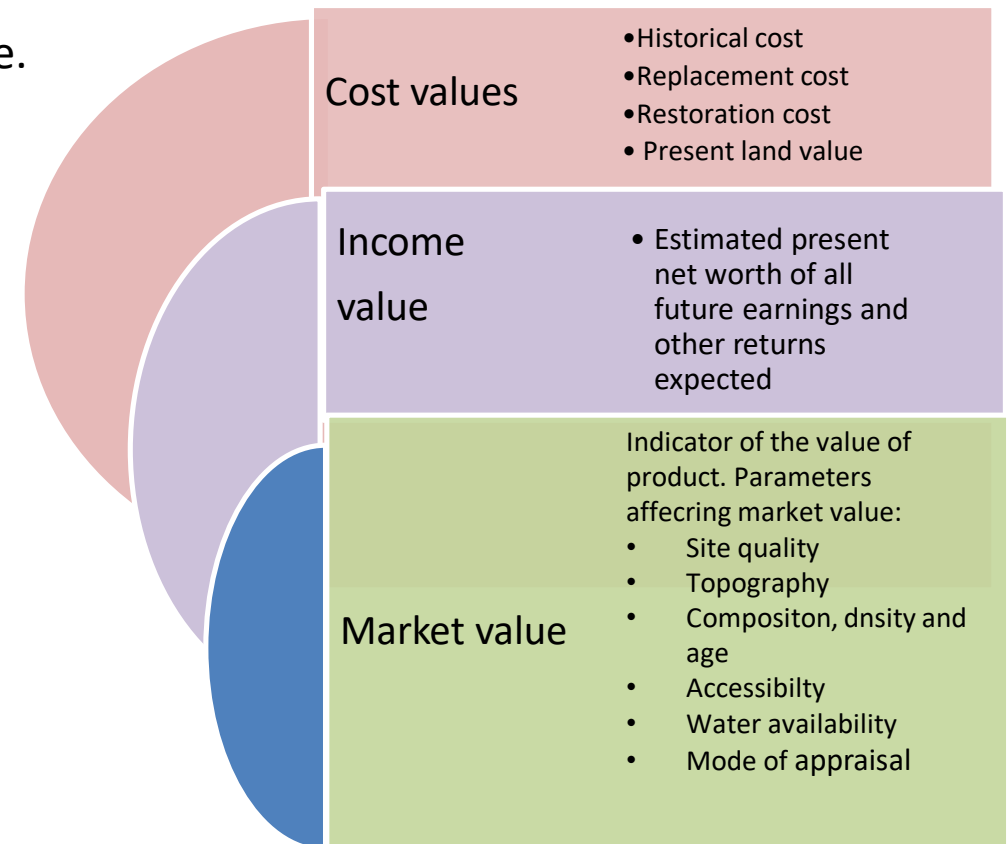 e.
Cost values
•Historical cost
•Replacement cost
•Restoration cost
• Present land value
Income
value
• Estimated present
net worth of all
future earnings and
other returns
expected
Market value
Indicator of the value of
product. Parameters
affecring market value:
• Site quality
• Topography
• Compositon, dnsity and
age
• Accessibilty
• Water availability
• Mode of appraisal